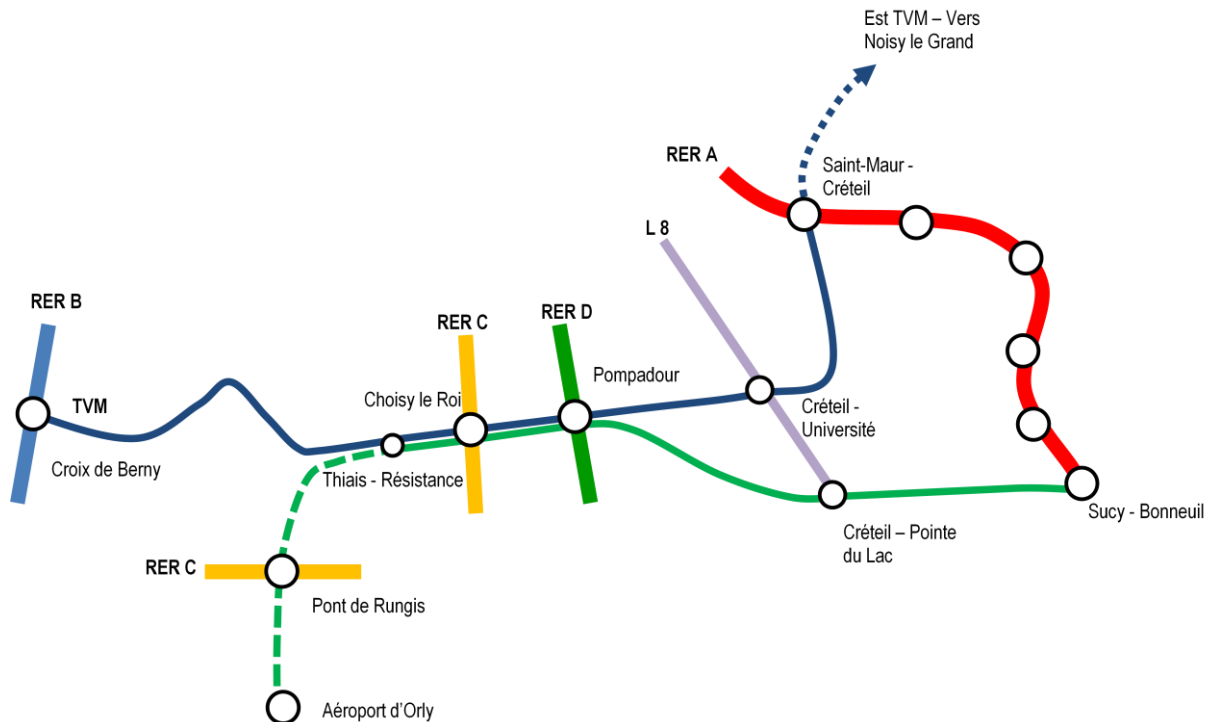 Est TVM – Vers
Noisy le Grand
RER A
Saint-Maur -
Créteil
L 8
RER B
RER C
RER D
Pompadour
Choisy le Roi
TVM
Créteil -
Université
Croix de Berny
Thiais - Résistance
Sucy - Bonneuil
Créteil – Pointe
du Lac
RER C
Pont de Rungis
Aéroport d’Orly